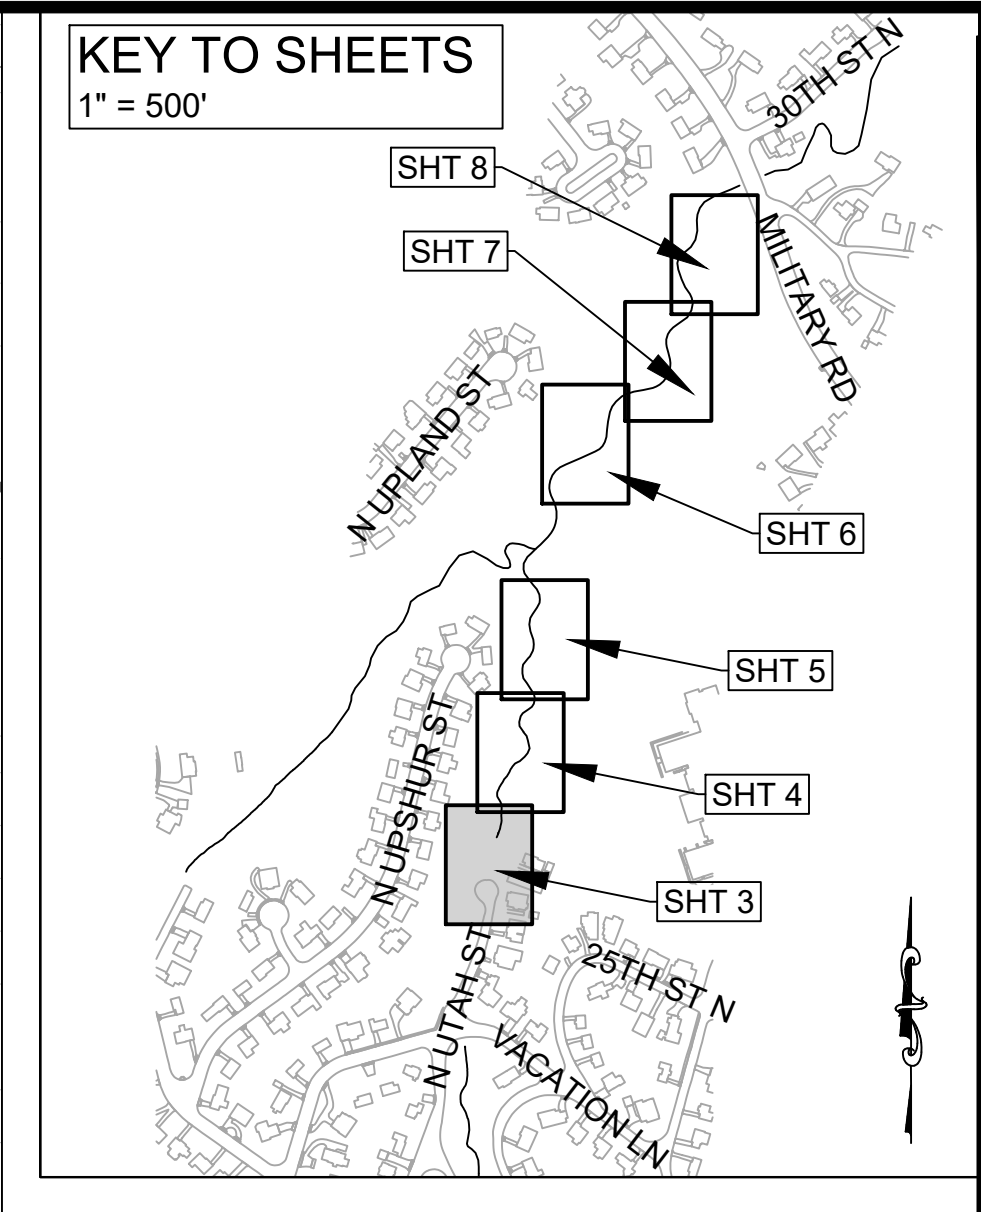 KEY TO SHEETS
1" = 500'
30TH ST N
SHT 8
SHT 7
MILITARY RD
N UPLAND ST
SHT 6
SHT 5
N UPSHUR ST
SHT 4
SHT 3
25TH ST N
N UTAH ST
VACATION LN